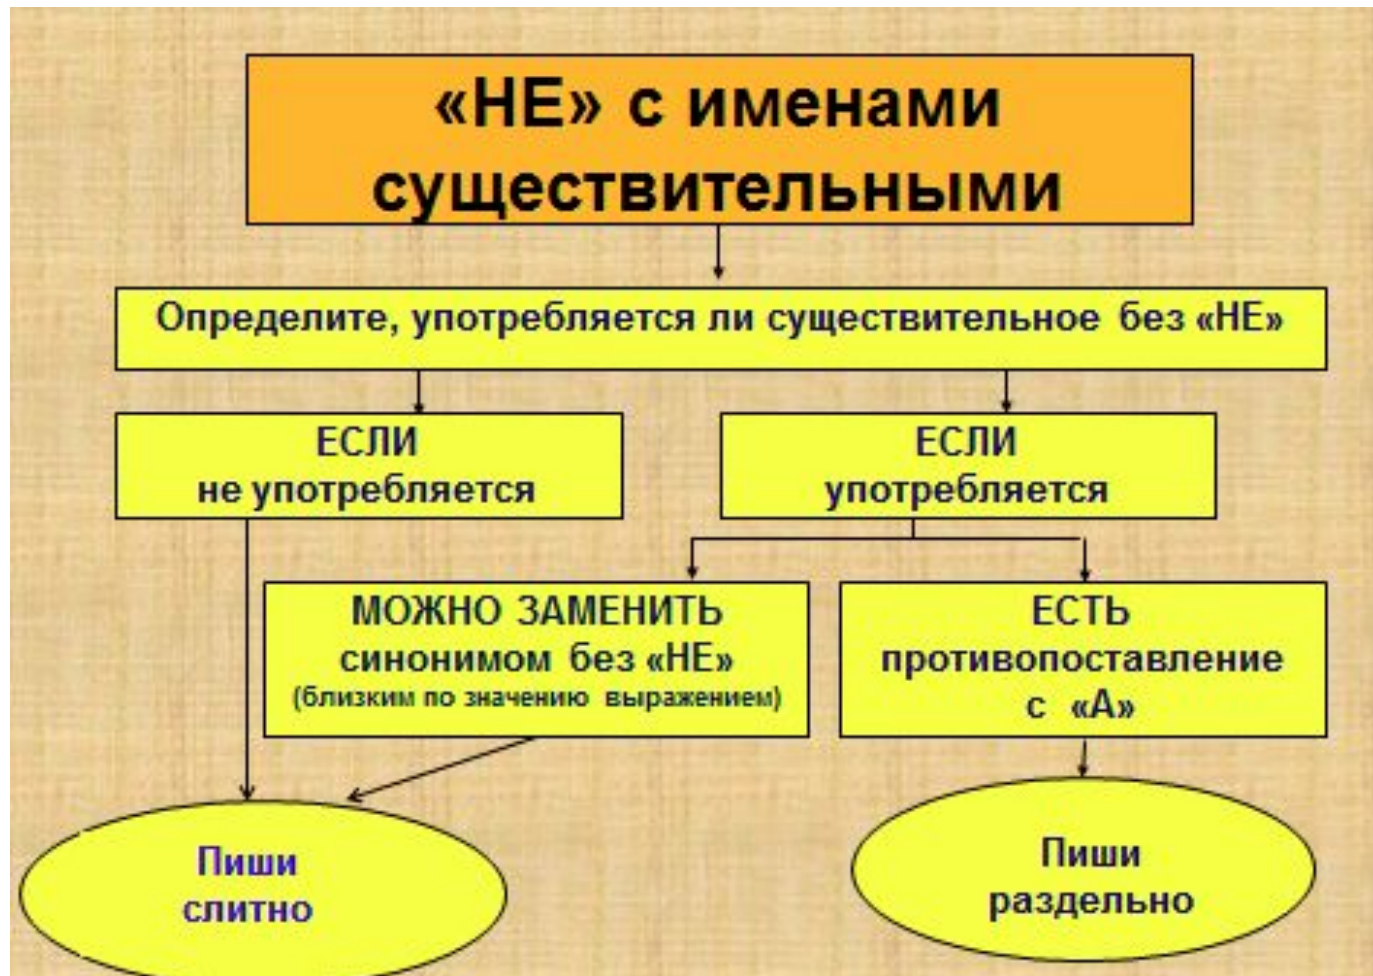 «НЕ» с именами
существительными
Определите, употребляется ли существительное без «НЕ»
ЕСЛИ
не употребляется
ЕСЛИ
употребляется
МОЖНО ЗАМЕНИТЬ
синонимом без «НЕ»
(близким по значению выражением)
ЕСТЬ
противопоставление
с «А»
Пиши
слитно
Пиши
раздельно